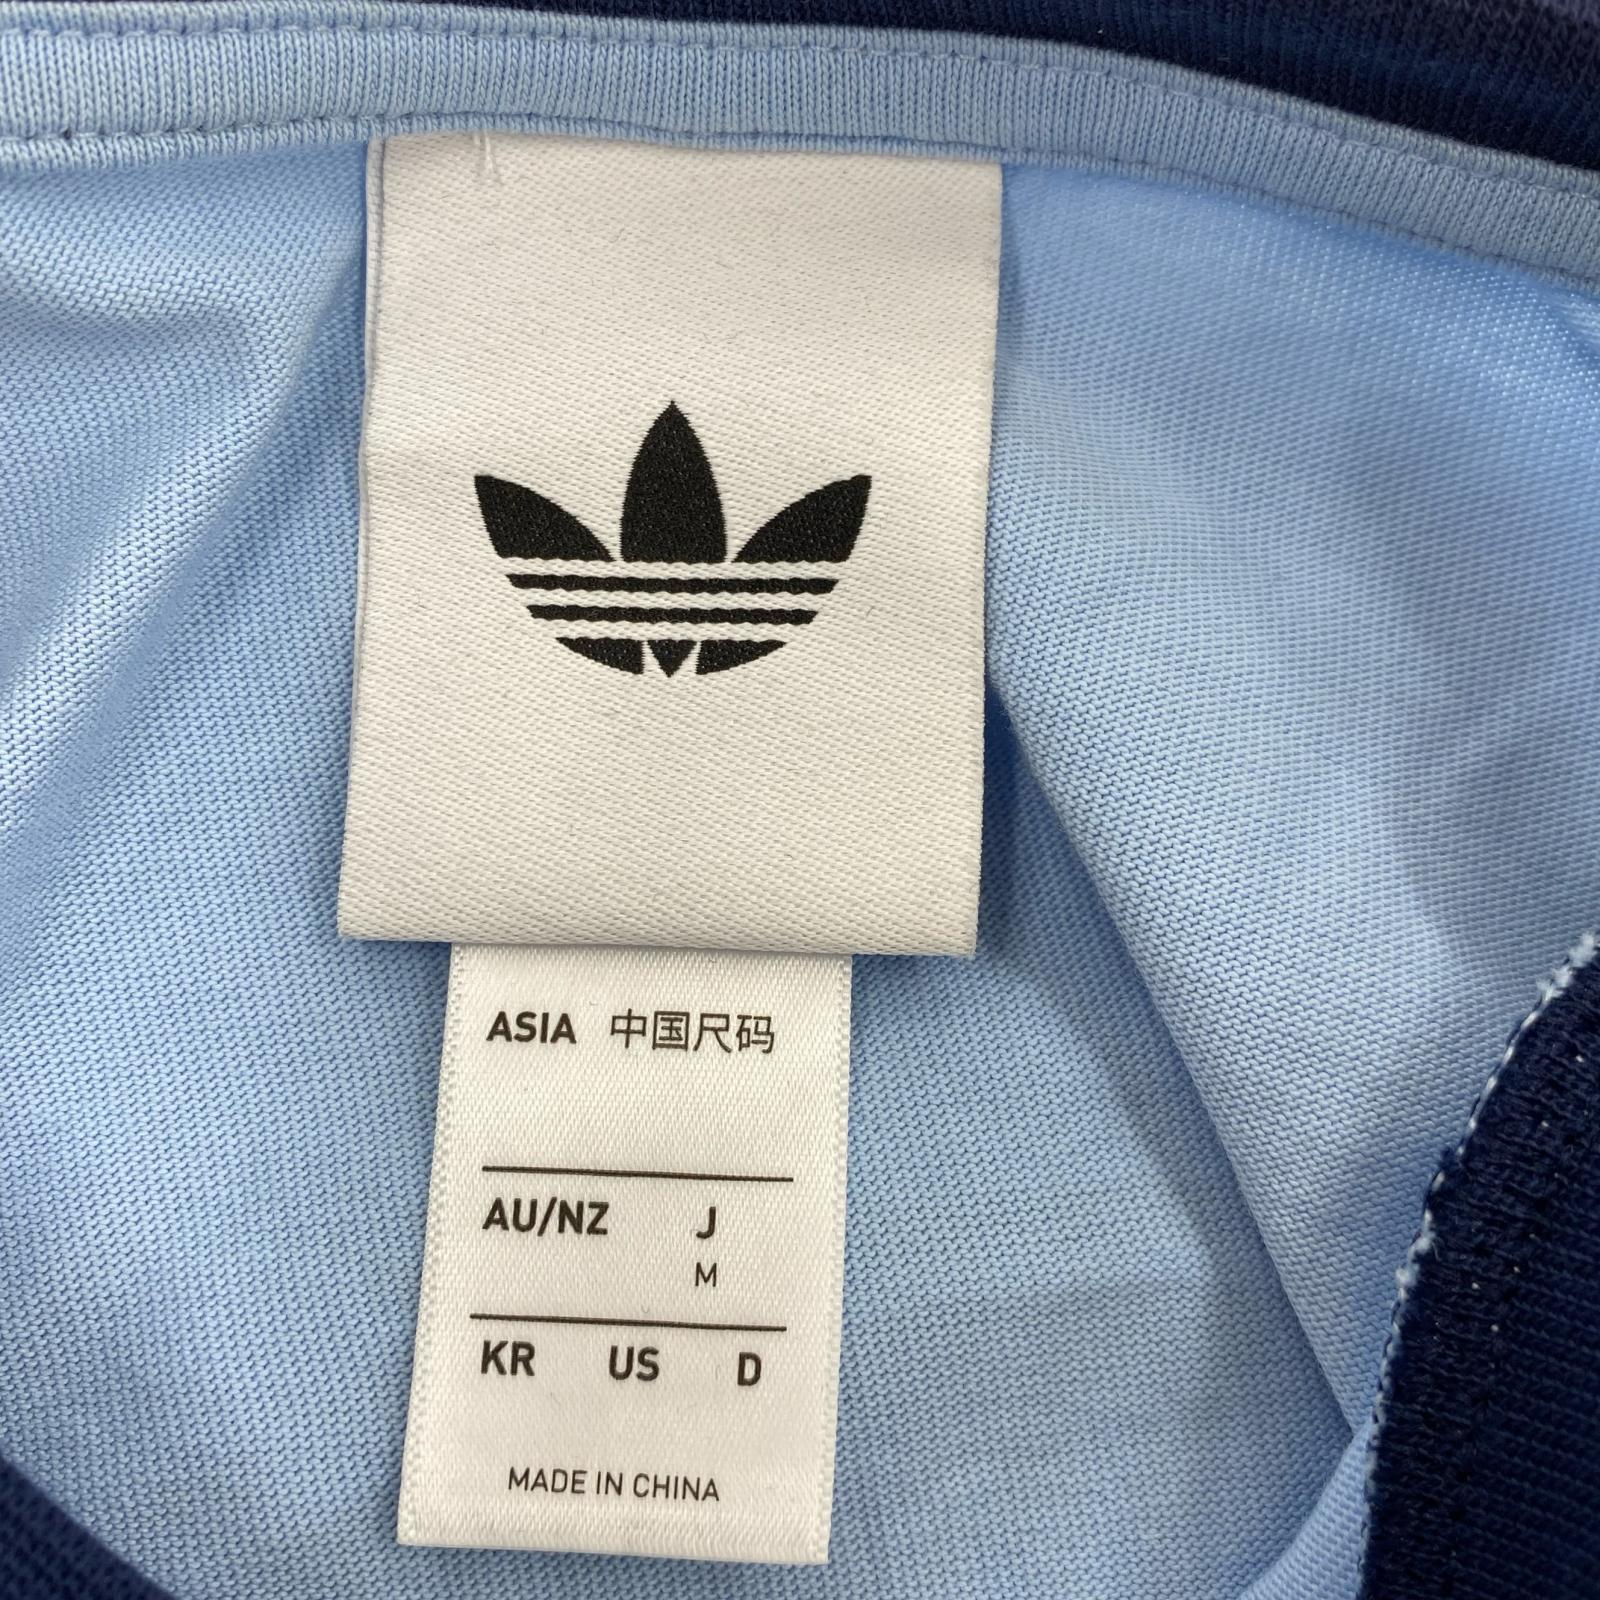 ASIA 中国尺码
AU/NZ J
M
KR US D
MADE IN CHINA